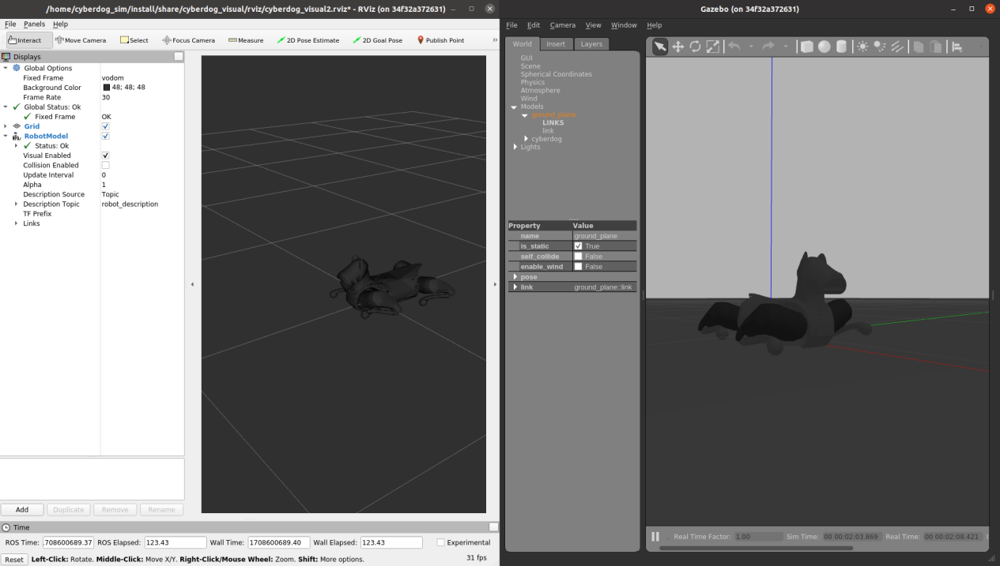 /home/cyberdog_sim/install/share/cyberdog_visual/rviz/cyberdog_visual2.rviz* - RViz (on 34f32a372631)
File Panels Help
Interact Move Camera Select Focus Camera Measure 2D Pose Estimate 2D Goal Pose Publish Point »
Displays
Global Options
Fixed Frame vodom
Background Color 48; 48; 48
Frame Rate 30
Global Status: Ok
Fixed Frame OK
Grid
RobotModel
Status: Ok
Visual Enabled
Collision Enabled
Update Interval 0
Alpha 1
Description Source Topic
Description Topic robot_description
TF Prefix
Links
Add Duplicate Remove Rename
Time
ROS Time: 708600689.37 ROS Elapsed: 123.43 Wall Time: 1708600689.40 Wall Elapsed: 123.43 Experimental
Reset Left-Click: Rotate. Middle-Click: Move X/Y. Right-Click/Mouse Wheel: Zoom. Shift: More options. 31 fps
Gazebo (on 34f32a372631)
File Edit Camera View Window Help
World Insert Layers
GUI
Scene
Spherical Coordinates
Physics
Atmosphere
Wind
Models
ground_plane
LINKS
link
cyberdog
Lights
Property Value
name ground_plane
is_static True
self_collide False
enable_wind False
pose
link ground_plane::link
Real Time Factor: 1.00 Sim Time: 00 00:02:03.869 Real Time: 00 00:02:08.421